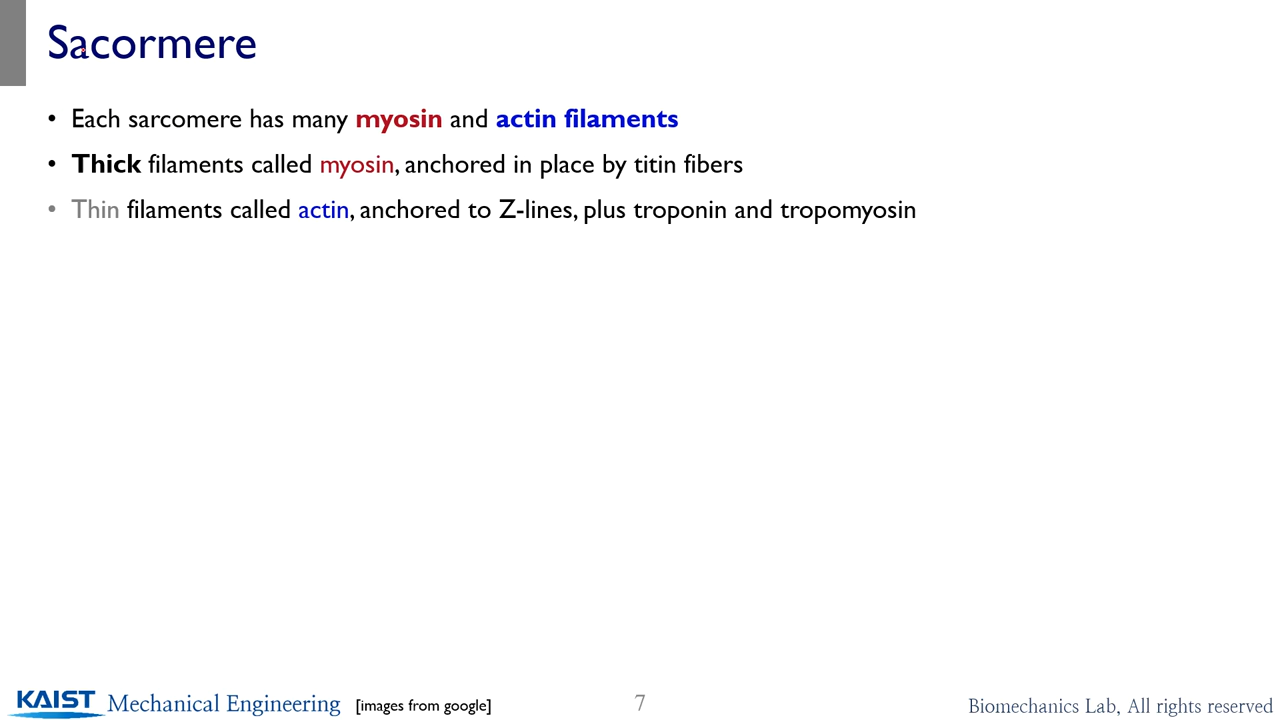 Sacormere
• Each sarcomere has many myosin and actin filaments
• Thick filaments called myosin, anchored in place by titin fibers
• Thin filaments called actin, anchored to Z-lines, plus troponin and tropomyosin
KAIST Mechanical Engineering [images from google] 7 Biomechanics Lab, All rights reserved